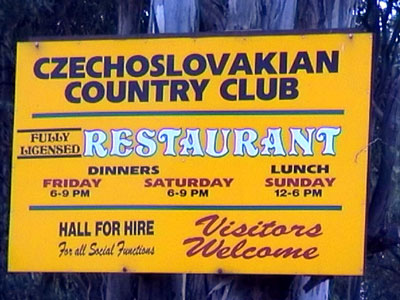 CZECHOSLOVAKIAN
COUNTRY CLUB
FULLY
LICENSED
RESTAURANT
DINNERS LUNCH
FRIDAY SATURDAY SUNDAY
6-9 PM 6-9 PM 12-6 PM
HALL FOR HIRE
For all Social Functions
Visitors
Welcome